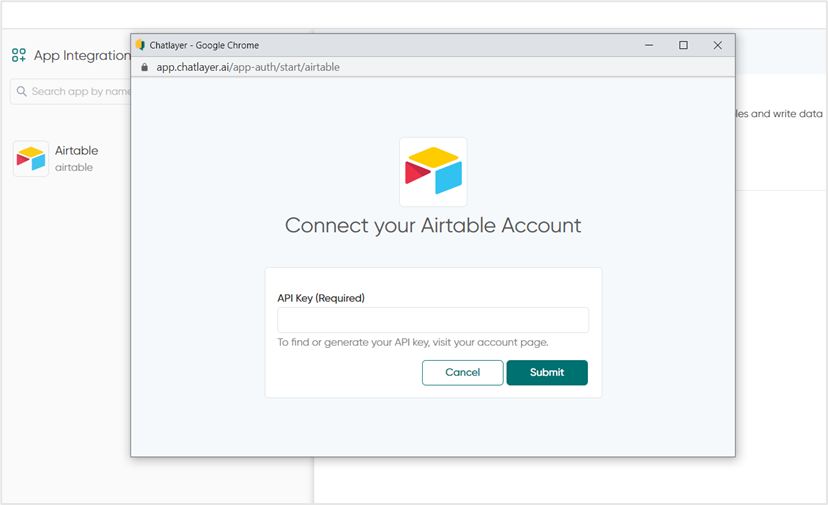 Chatlayer - Google Chrome
app.chatlayer.ai/app-auth/start/airtable
App Integration
Search app by name
Airtable
airtable
les and write data
Connect your Airtable Account
API Key (Required)
To find or generate your API key, visit your account page.
Cancel
Submit